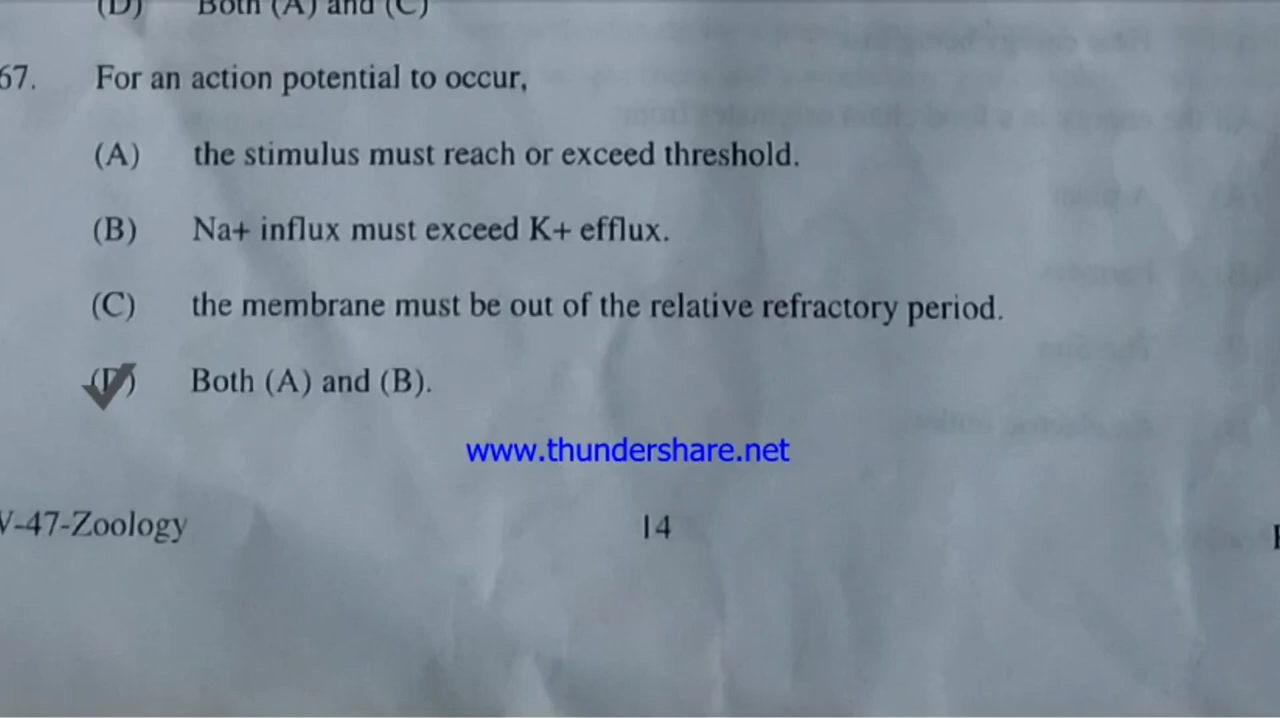 (D) Both (A) and (C)
67. For an action potential to occur,
(A) the stimulus must reach or exceed threshold.
(B) Na+ influx must exceed K+ efflux.
(C) the membrane must be out of the relative refractory period.
(D) Both (A) and (B).
www.thundershare.net
V-47-Zoology 14